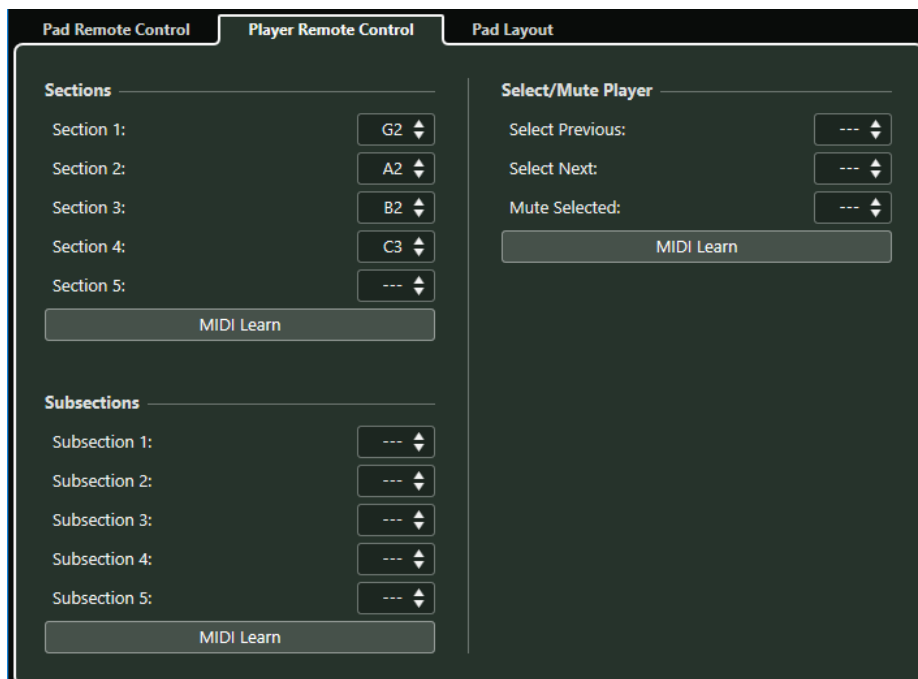 Pad Remote Control
Player Remote Control
Pad Layout
Sections
Section 1: G2
Section 2: A2
Section 3: B2
Section 4: C3
Section 5: ---
MIDI Learn
Subsections
Subsection 1: ---
Subsection 2: ---
Subsection 3: ---
Subsection 4: ---
Subsection 5: ---
MIDI Learn
Select/Mute Player
Select Previous: ---
Select Next: ---
Mute Selected: ---
MIDI Learn